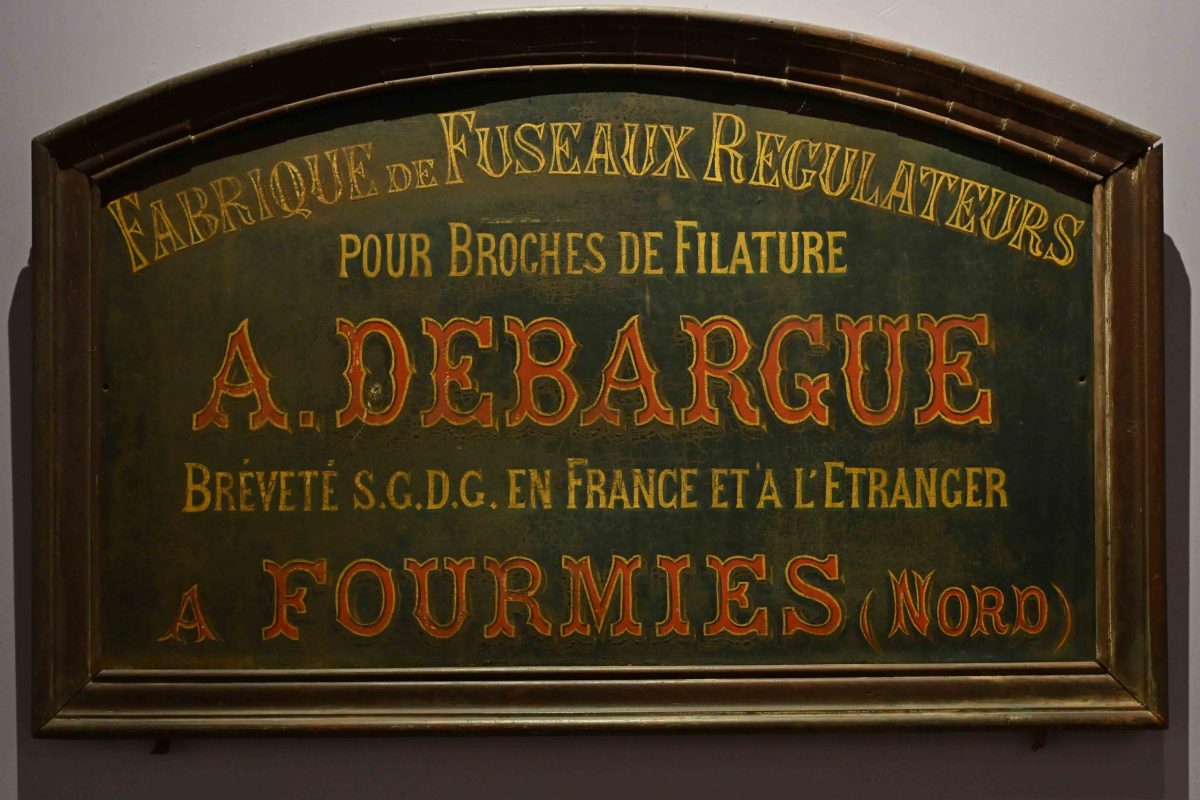 FABRIQUE DE FUSEAUX REGULATEURS
POUR BROCHES DE FILATURE
A. DEBARGUE
BRÉVETÉ S.G.D.G. EN FRANCE ET À L'ETRANGER
A FOURMIES (NORD)